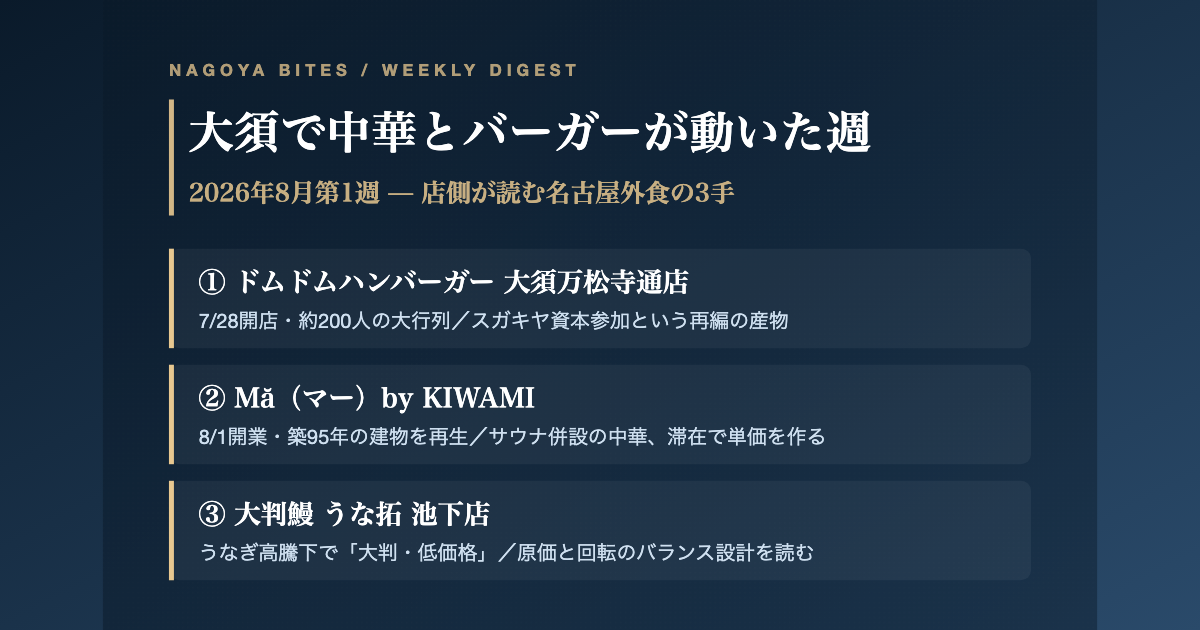 NAGOYA BITES / WEEKLY DIGEST
大須で中華とバーガーが動いた週
2026年8月第1週 — 店側が読む名古屋外食の3手
① ドムドムハンバーガー 大須万松寺通店
7/28開店・約200人の大行列／スガキヤ資本参加という再編の産物
② Mă（マー）by KIWAMI
8/1開業・築95年の建物を再生／サウナ併設の中華、滞在で単価を作る
③ 大判鰻 うな拓 池下店
うなぎ高騰下で「大判・低価格」／原価と回転のバランス設計を読む